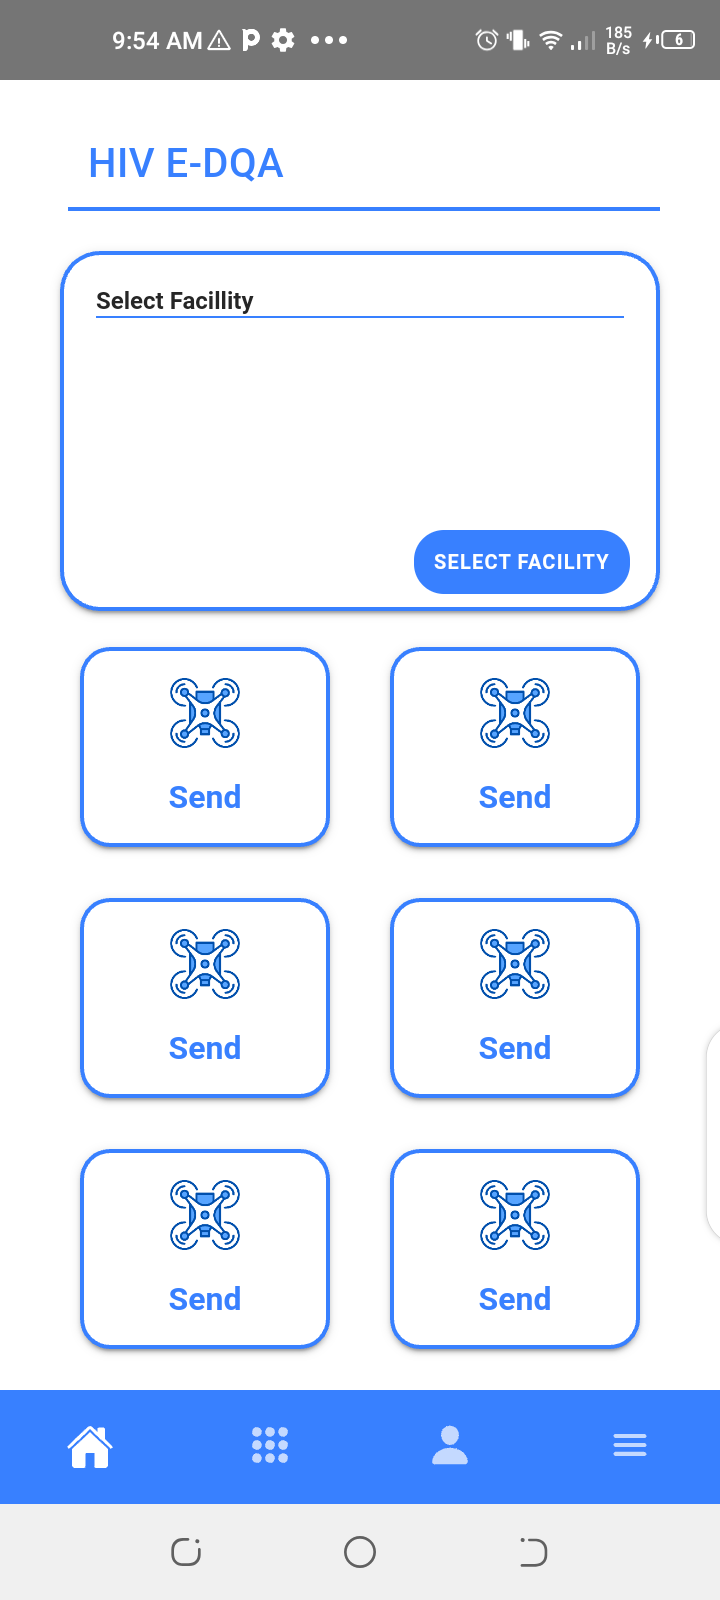 9:54 AM
185
B/s
6
HIV E-DQA
Select Facillity
SELECT FACILITY
Send
Send
Send
Send
Send
Send